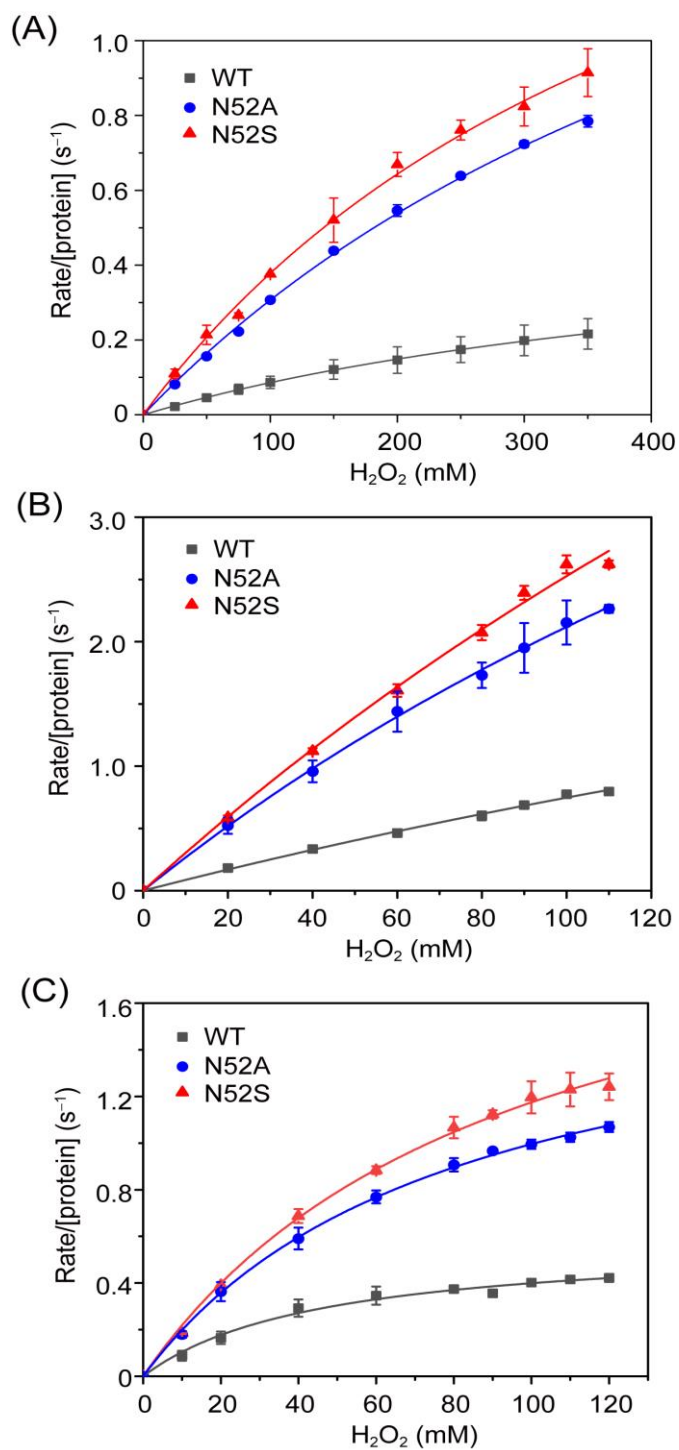 (A)
Rate/[protein] (s⁻¹)
1.0
0.8
0.6
0.4
0.2
0
WT
N52A
N52S
0 100 200 300 400
H₂O₂ (mM)
(B)
Rate/[protein] (s⁻¹)
3.0
2.0
1.0
0
WT
N52A
N52S
0 20 40 60 80 100 120
H₂O₂ (mM)
(C)
Rate/[protein] (s⁻¹)
1.6
1.2
0.8
0.4
0
WT
N52A
N52S
0 20 40 60 80 100 120
H₂O₂ (mM)